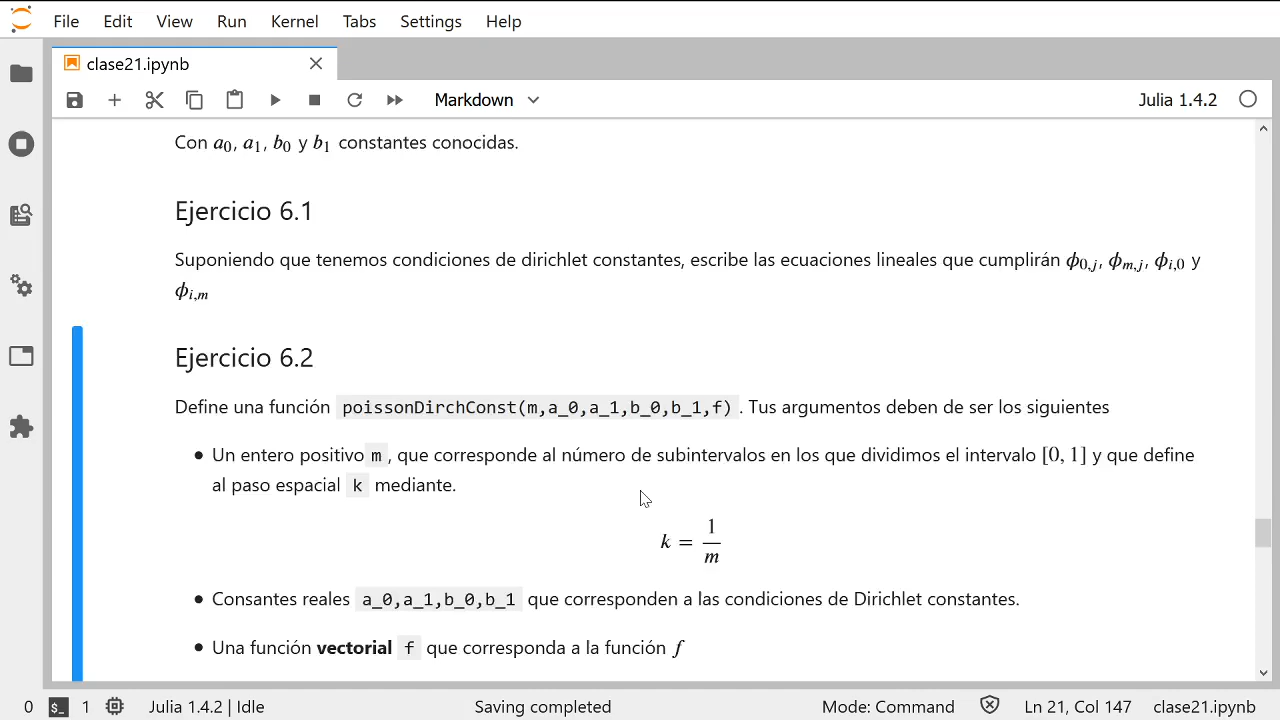 File Edit View Run Kernel Tabs Settings Help
clase21.ipynb
Markdown
Julia 1.4.2
Con a₀, a₁, b₀ y b₁ constantes conocidas.
Ejercicio 6.1
Suponiendo que tenemos condiciones de dirichlet constantes, escribe las ecuaciones lineales que cumplirán ϕ_{0,j}, ϕ_{m,j}, ϕ_{i,0} y
ϕ_{i,m}
Ejercicio 6.2
Define una función poissonDirchConst(m,a_0,a_1,b_0,b_1,f) . Tus argumentos deben de ser los siguientes
• Un entero positivo m , que corresponde al número de subintervalos en los que dividimos el intervalo [0, 1] y que define
al paso espacial k mediante.
k = 1/m
• Consantes reales a_0,a_1,b_0,b_1 que corresponden a las condiciones de Dirichlet constantes.
• Una función vectorial f que corresponda a la función f
0 $_ 1 Julia 1.4.2 | Idle Saving completed Mode: Command Ln 21, Col 147 clase21.ipynb